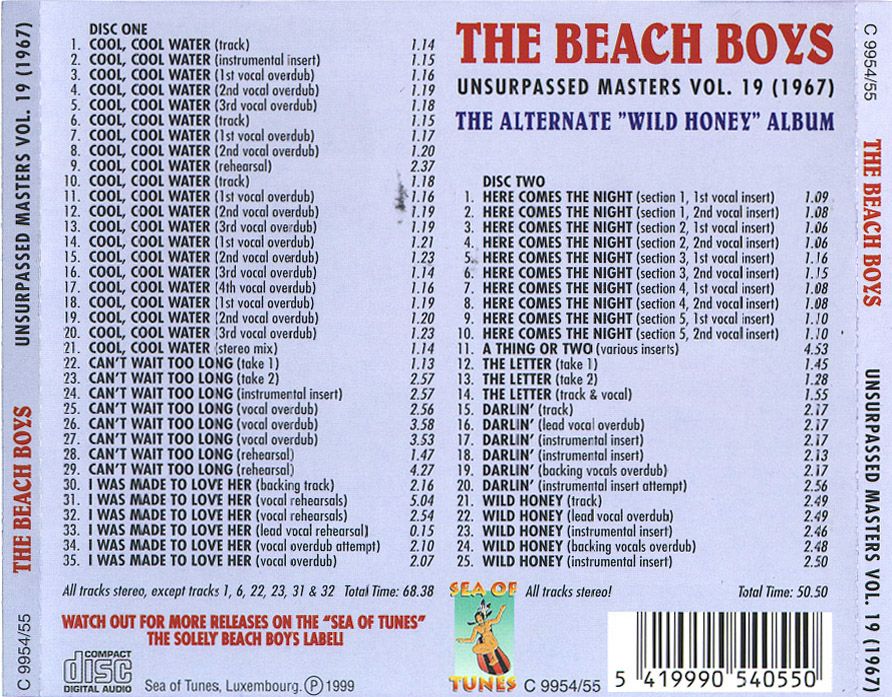 UNSURPASSED MASTERS VOL. 19 (1967)
THE BEACH BOYS
C 9954/55
DISC ONE
1. COOL, COOL WATER (track) 1.14
2. COOL, COOL WATER (instrumental insert) 1.15
3. COOL, COOL WATER (1st vocal overdub) 1.16
4. COOL, COOL WATER (2nd vocal overdub) 1.19
5. COOL, COOL WATER (3rd vocal overdub) 1.18
6. COOL, COOL WATER (track) 1.15
7. COOL, COOL WATER (1st vocal overdub) 1.17
8. COOL, COOL WATER (2nd vocal overdub) 1.20
9. COOL, COOL WATER (rehearsal) 2.37
10. COOL, COOL WATER (track) 1.18
11. COOL, COOL WATER (1st vocal overdub) 1.16
12. COOL, COOL WATER (2nd vocal overdub) 1.19
13. COOL, COOL WATER (3rd vocal overdub) 1.19
14. COOL, COOL WATER (1st vocal overdub) 1.21
15. COOL, COOL WATER (2nd vocal overdub) 1.23
16. COOL, COOL WATER (3rd vocal overdub) 1.14
17. COOL, COOL WATER (4th vocal overdub) 1.16
18. COOL, COOL WATER (1st vocal overdub) 1.19
19. COOL, COOL WATER (2nd vocal overdub) 1.20
20. COOL, COOL WATER (3rd vocal overdub) 1.23
21. COOL, COOL WATER (stereo mix) 1.14
22. CAN'T WAIT TOO LONG (take 1) 1.13
23. CAN'T WAIT TOO LONG (take 2) 2.57
24. CAN'T WAIT TOO LONG (instrumental insert) 2.57
25. CAN'T WAIT TOO LONG (vocal overdub) 2.56
26. CAN'T WAIT TOO LONG (vocal overdub) 3.58
27. CAN'T WAIT TOO LONG (vocal overdub) 3.53
28. CAN'T WAIT TOO LONG (rehearsal) 1.47
29. CAN'T WAIT TOO LONG (rehearsal) 4.27
30. I WAS MADE TO LOVE HER (backing track) 2.16
31. I WAS MADE TO LOVE HER (vocal rehearsals) 5.04
32. I WAS MADE TO LOVE HER (vocal rehearsals) 2.54
33. I WAS MADE TO LOVE HER (lead vocal rehearsal) 0.15
34. I WAS MADE TO LOVE HER (vocal overdub attempt) 2.10
35. I WAS MADE TO LOVE HER (vocal overdub) 2.07
All tracks stereo, except tracks 1, 6, 22, 23, 31 & 32 Total Time: 68.38
WATCH OUT FOR MORE RELEASES ON THE "SEA OF TUNES"
THE SOLELY BEACH BOYS LABEL!
COMPACT
disc
DIGITAL AUDIO
Sea of Tunes, Luxembourg. Ⓟ 1999
THE BEACH BOYS
UNSURPASSED MASTERS VOL. 19 (1967)
THE ALTERNATE "WILD HONEY" ALBUM
DISC TWO
1. HERE COMES THE NIGHT (section 1, 1st vocal insert) 1.09
2. HERE COMES THE NIGHT (section 1, 2nd vocal insert) 1.08
3. HERE COMES THE NIGHT (section 2, 1st vocal insert) 1.06
4. HERE COMES THE NIGHT (section 2, 2nd vocal insert) 1.06
5. HERE COMES THE NIGHT (section 3, 1st vocal insert) 1.16
6. HERE COMES THE NIGHT (section 3, 2nd vocal insert) 1.15
7. HERE COMES THE NIGHT (section 4, 1st vocal insert) 1.08
8. HERE COMES THE NIGHT (section 4, 2nd vocal insert) 1.08
9. HERE COMES THE NIGHT (section 5, 1st vocal insert) 1.10
10. HERE COMES THE NIGHT (section 5, 2nd vocal insert) 1.10
11. A THING OR TWO (various inserts) 4.53
12. THE LETTER (take 1) 1.45
13. THE LETTER (take 2) 1.28
14. THE LETTER (track & vocal) 1.55
15. DARLIN' (track) 2.17
16. DARLIN' (lead vocal overdub) 2.17
17. DARLIN' (instrumental insert) 2.17
18. DARLIN' (instrumental insert) 2.13
19. DARLIN' (backing vocals overdub) 2.17
20. DARLIN' (instrumental insert attempt) 2.56
21. WILD HONEY (track) 2.49
22. WILD HONEY (lead vocal overdub) 2.49
23. WILD HONEY (instrumental insert) 2.46
24. WILD HONEY (backing vocals overdub) 2.48
25. WILD HONEY (instrumental insert) 2.50
All tracks stereo! Total Time: 50.50
SEA OF
TUNES
C 9954/55
5 419990 540550
C 9954/55
THE BEACH BOYS
UNSURPASSED MASTERS VOL. 19 (1967)